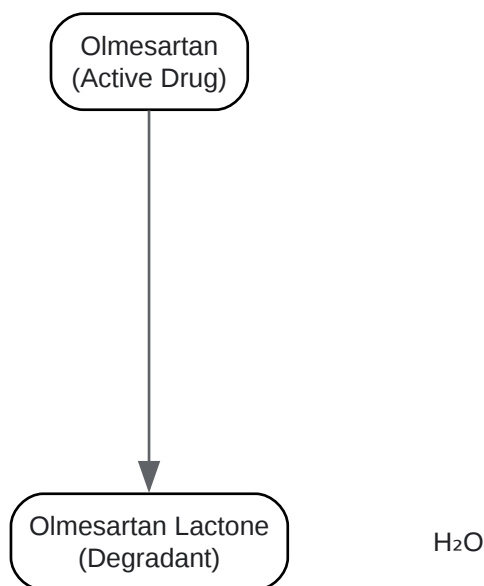 Olmesartan
(Active Drug)
Olmesartan Lactone
(Degradant)
H₂O